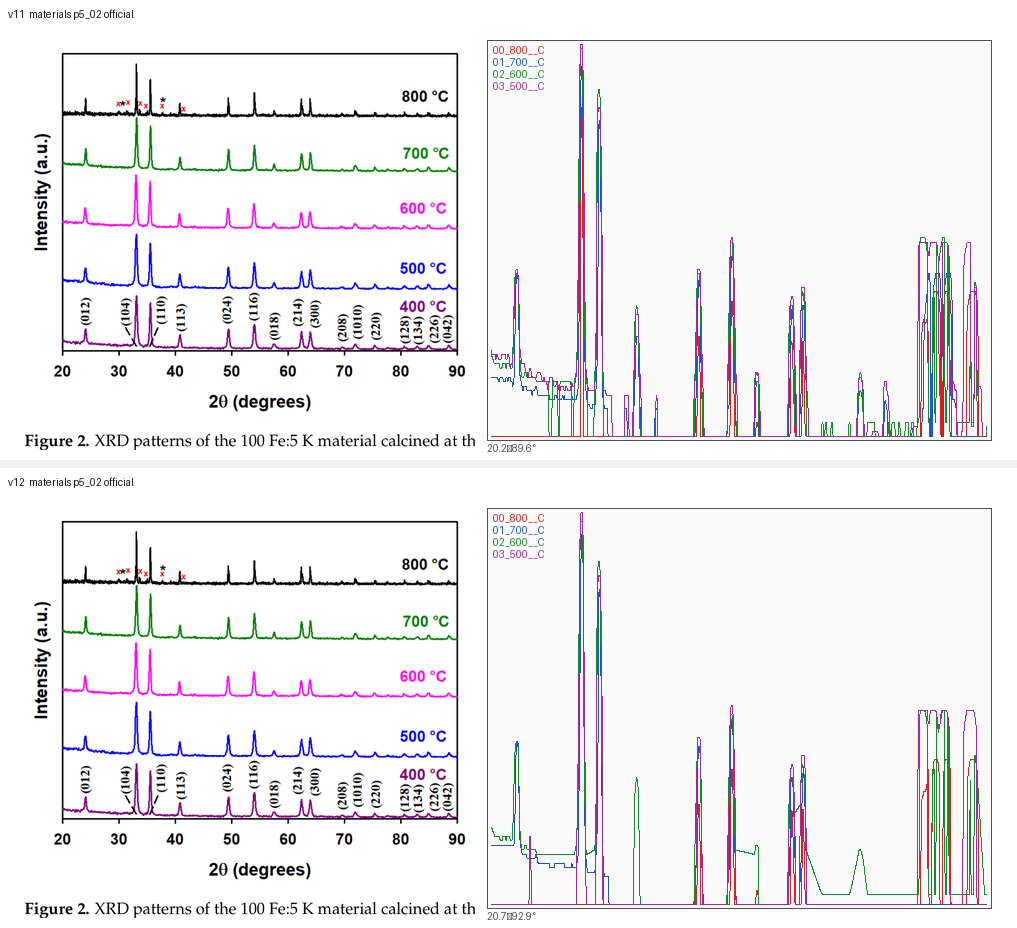 v11 materialsp5_02 official
00_800__C
01_700__C
02_600__C
03_500__C
Intensity (a.u.)
800 °C
x * x x x * x x
700 °C
600 °C
500 °C
400 °C
(012) (104) (110) (113) (024) (116) (018) (214) (300) (208) (1010) (220) (128) (134) (226) (042)
20 30 40 50 60 70 80 90
2θ (degrees)
Figure 2. XRD patterns of the 100 Fe:5 K material calcined at th
v12 materialsp5_02 official
00_800__C
01_700__C
02_600__C
03_500__C
Intensity (a.u.)
800 °C
x * x x x * x x
700 °C
600 °C
500 °C
400 °C
(012) (104) (110) (113) (024) (116) (018) (214) (300) (208) (1010) (220) (128) (134) (226) (042)
20 30 40 50 60 70 80 90
2θ (degrees)
Figure 2. XRD patterns of the 100 Fe:5 K material calcined at th